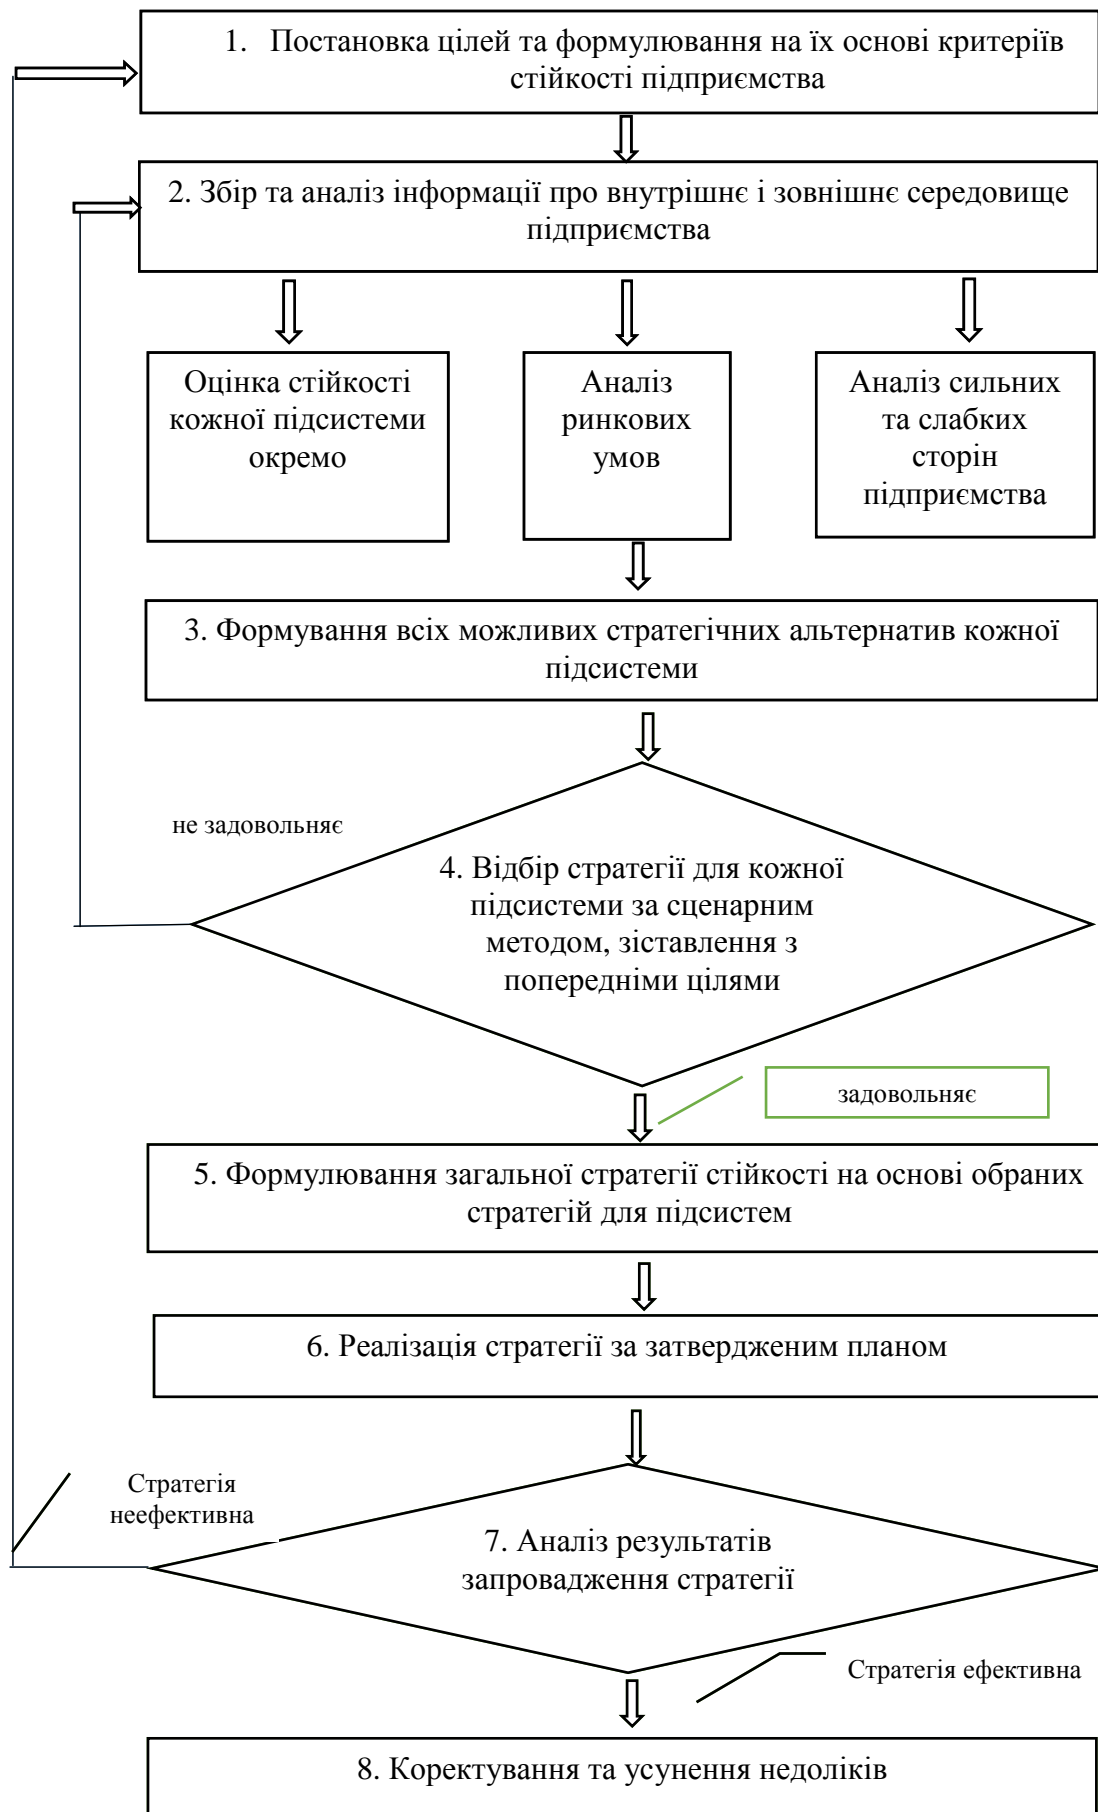 1. Постановка цілей та формулювання на їх основі критеріїв
стійкості підприємства
2. Збір та аналіз інформації про внутрішнє і зовнішнє середовище
підприємства
Оцінка стійкості
кожної підсистеми
окремо
Аналіз
ринкових
умов
Аналіз сильних
та слабких
сторін
підприємства
3. Формування всіх можливих стратегічних альтернатив кожної
підсистеми
не задовольняє
4. Відбір стратегії для кожної
підсистеми за сценарним
методом, зіставлення з
попередніми цілями
задовольняє
5. Формулювання загальної стратегії стійкості на основі обраних
стратегій для підсистем
6. Реалізація стратегії за затвердженим планом
Стратегія
неефективна
7. Аналіз результатів
запровадження стратегії
Стратегія ефективна
8. Коректування та усунення недоліків